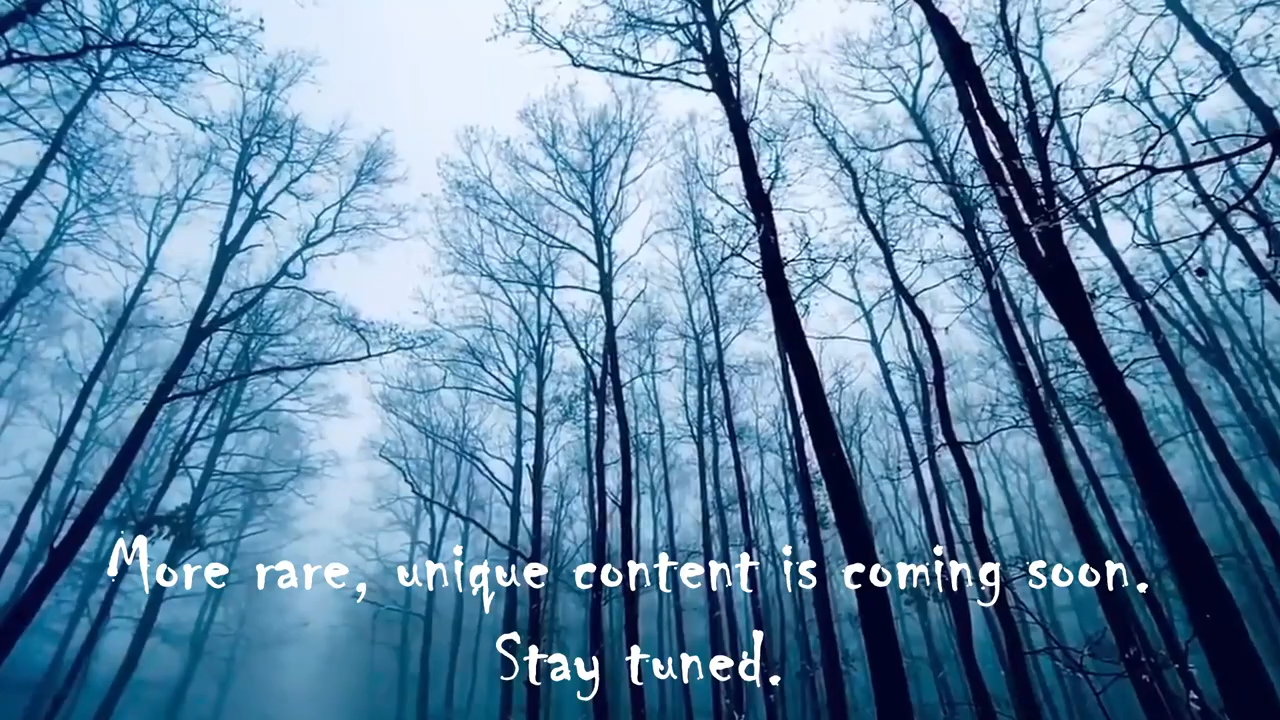 More rare, unique content is coming soon.
Stay tuned.